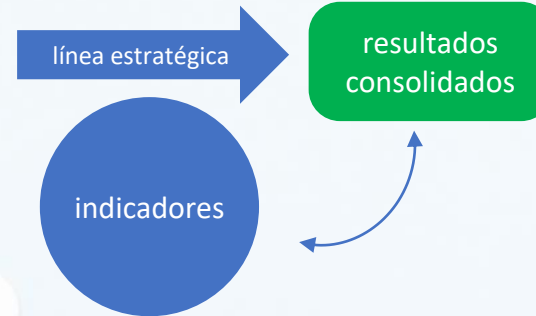 línea estratégica
resultados
consolidados
indicadores